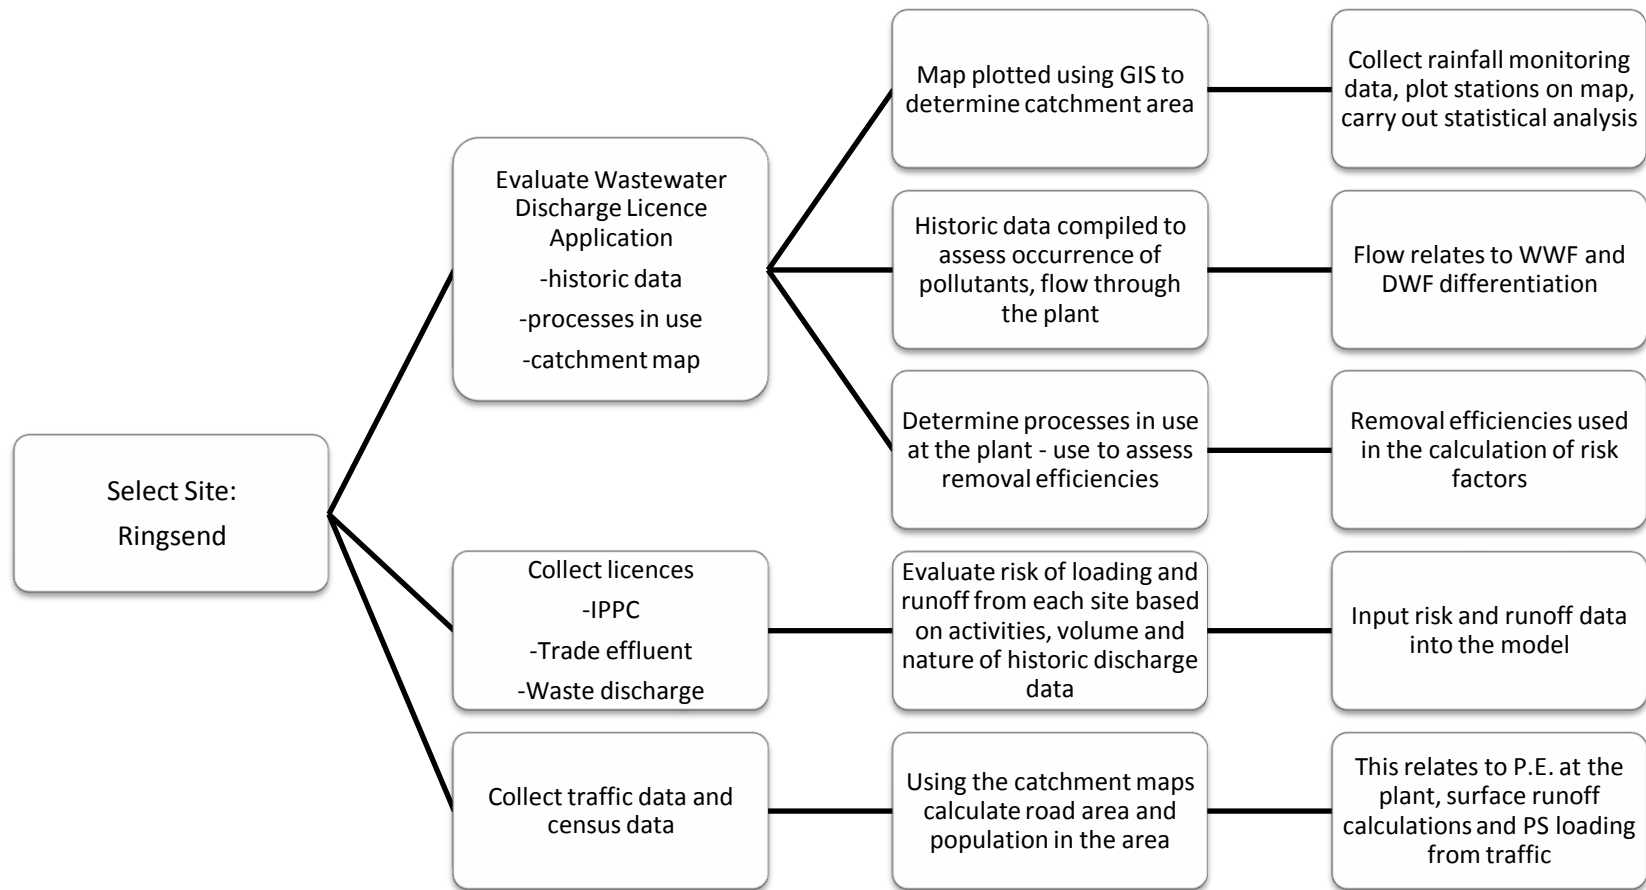 Select Site:
Ringsend
Evaluate Wastewater
Discharge Licence
Application
-historic data
-processes in use
-catchment map
Map plotted using GIS to
determine catchment area
Collect rainfall monitoring
data, plot stations on map,
carry out statistical analysis
Historic data compiled to
assess occurrence of
pollutants, flow through
the plant
Flow relates to WWF and
DWF differentiation
Determine processes in use
at the plant - use to assess
removal efficiencies
Removal efficiencies used
in the calculation of risk
factors
Collect licences
-IPPC
-Trade effluent
-Waste discharge
Evaluate risk of loading and
runoff from each site based
on activities, volume and
nature of historic discharge
data
Input risk and runoff data
into the model
Collect traffic data and
census data
Using the catchment maps
calculate road area and
population in the area
This relates to P.E. at the
plant, surface runoff
calculations and PS loading
from traffic